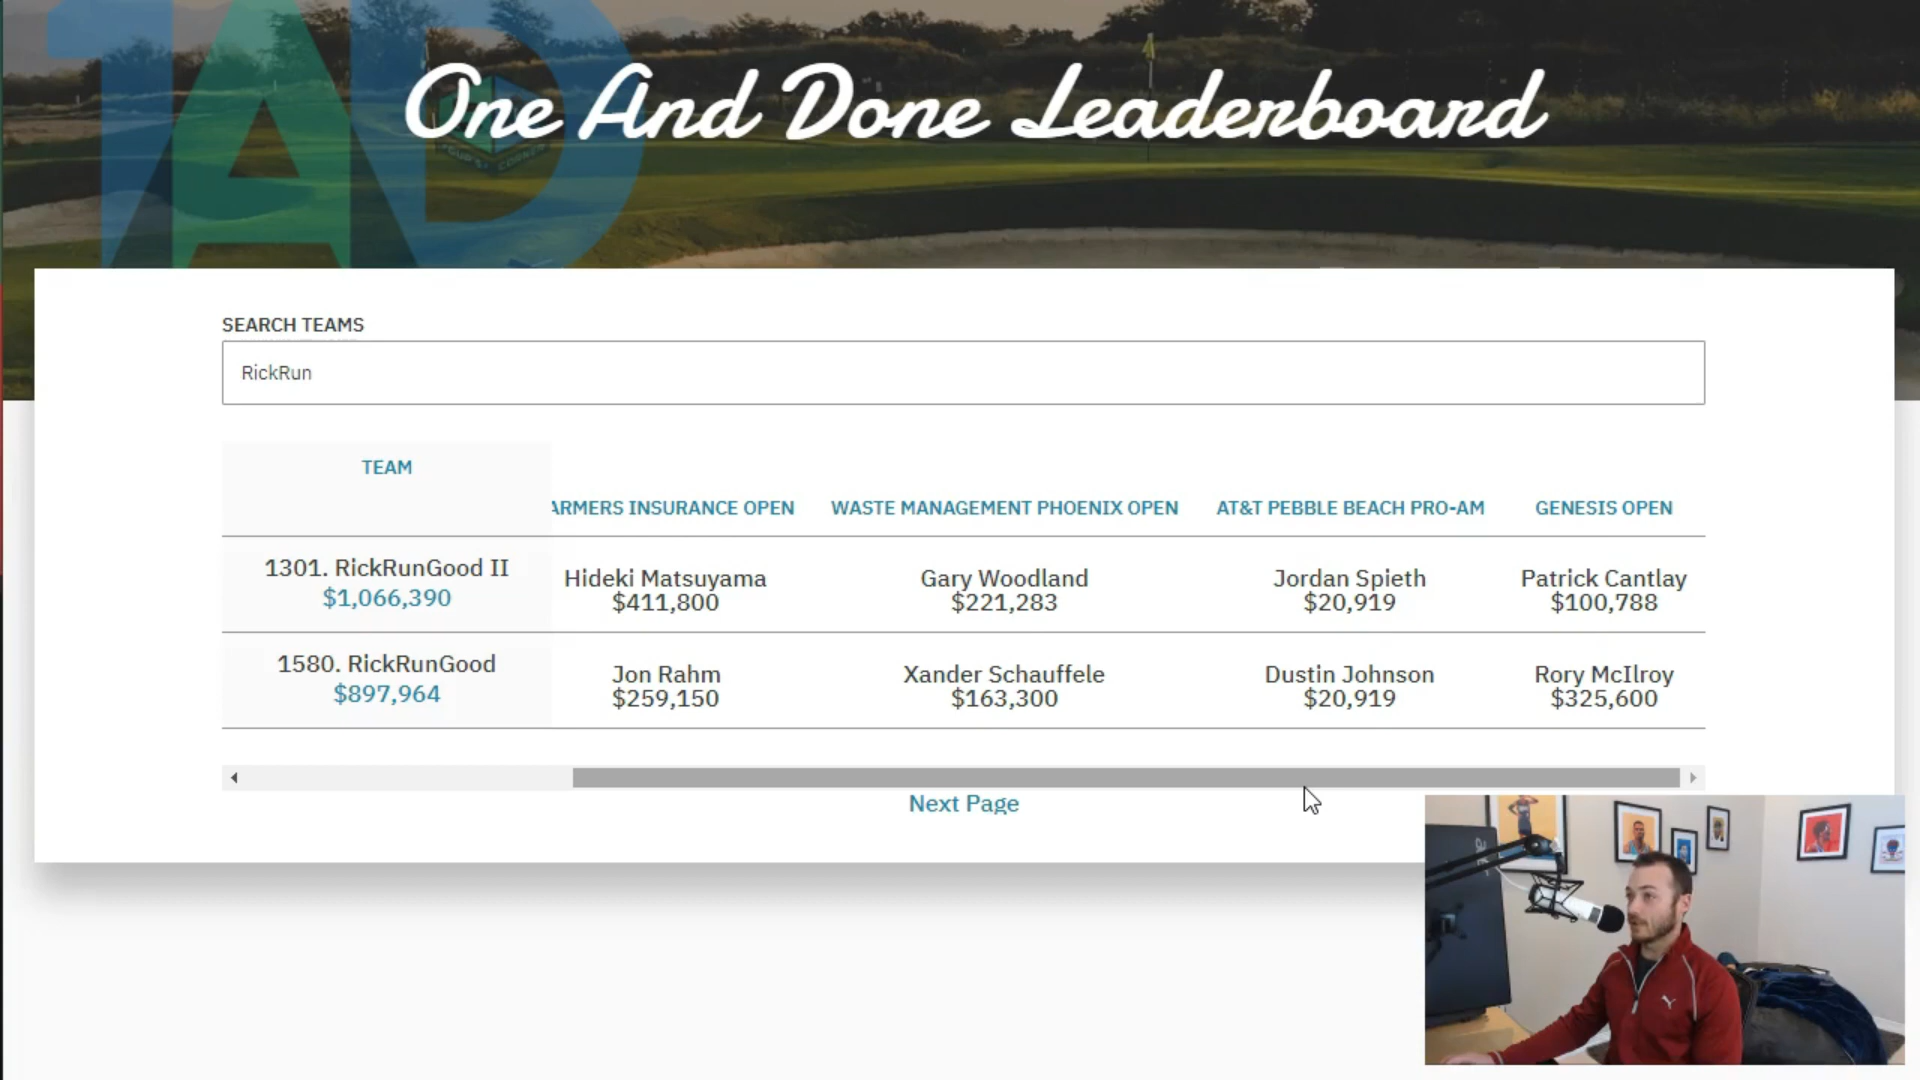 One And Done Leaderboard
1AD
SEARCH TEAMS
RickRun
TEAM
ARMERS INSURANCE OPEN WASTE MANAGEMENT PHOENIX OPEN AT&T PEBBLE BEACH PRO-AM GENESIS OPEN
1301. RickRunGood II Hideki Matsuyama Gary Woodland Jordan Spieth Patrick Cantlay
$1,066,390 $411,800 $221,283 $20,919 $100,788
1580. RickRunGood Jon Rahm Xander Schauffele Dustin Johnson Rory McIlroy
$897,964 $259,150 $163,300 $20,919 $325,600
Next Page